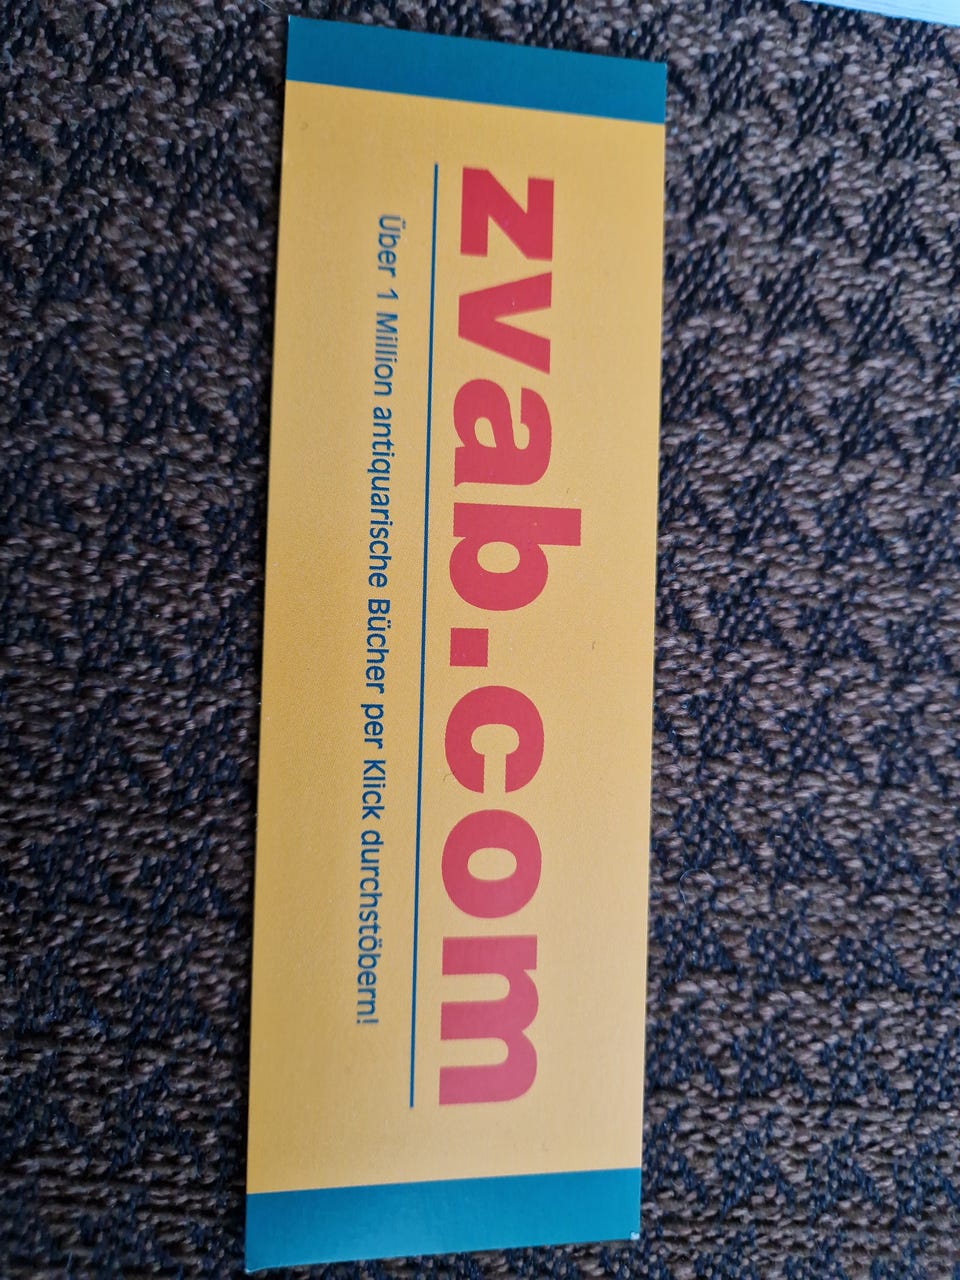 zvab.com
Über 1 Million antiquarische Bücher per Klick durchstöbern!